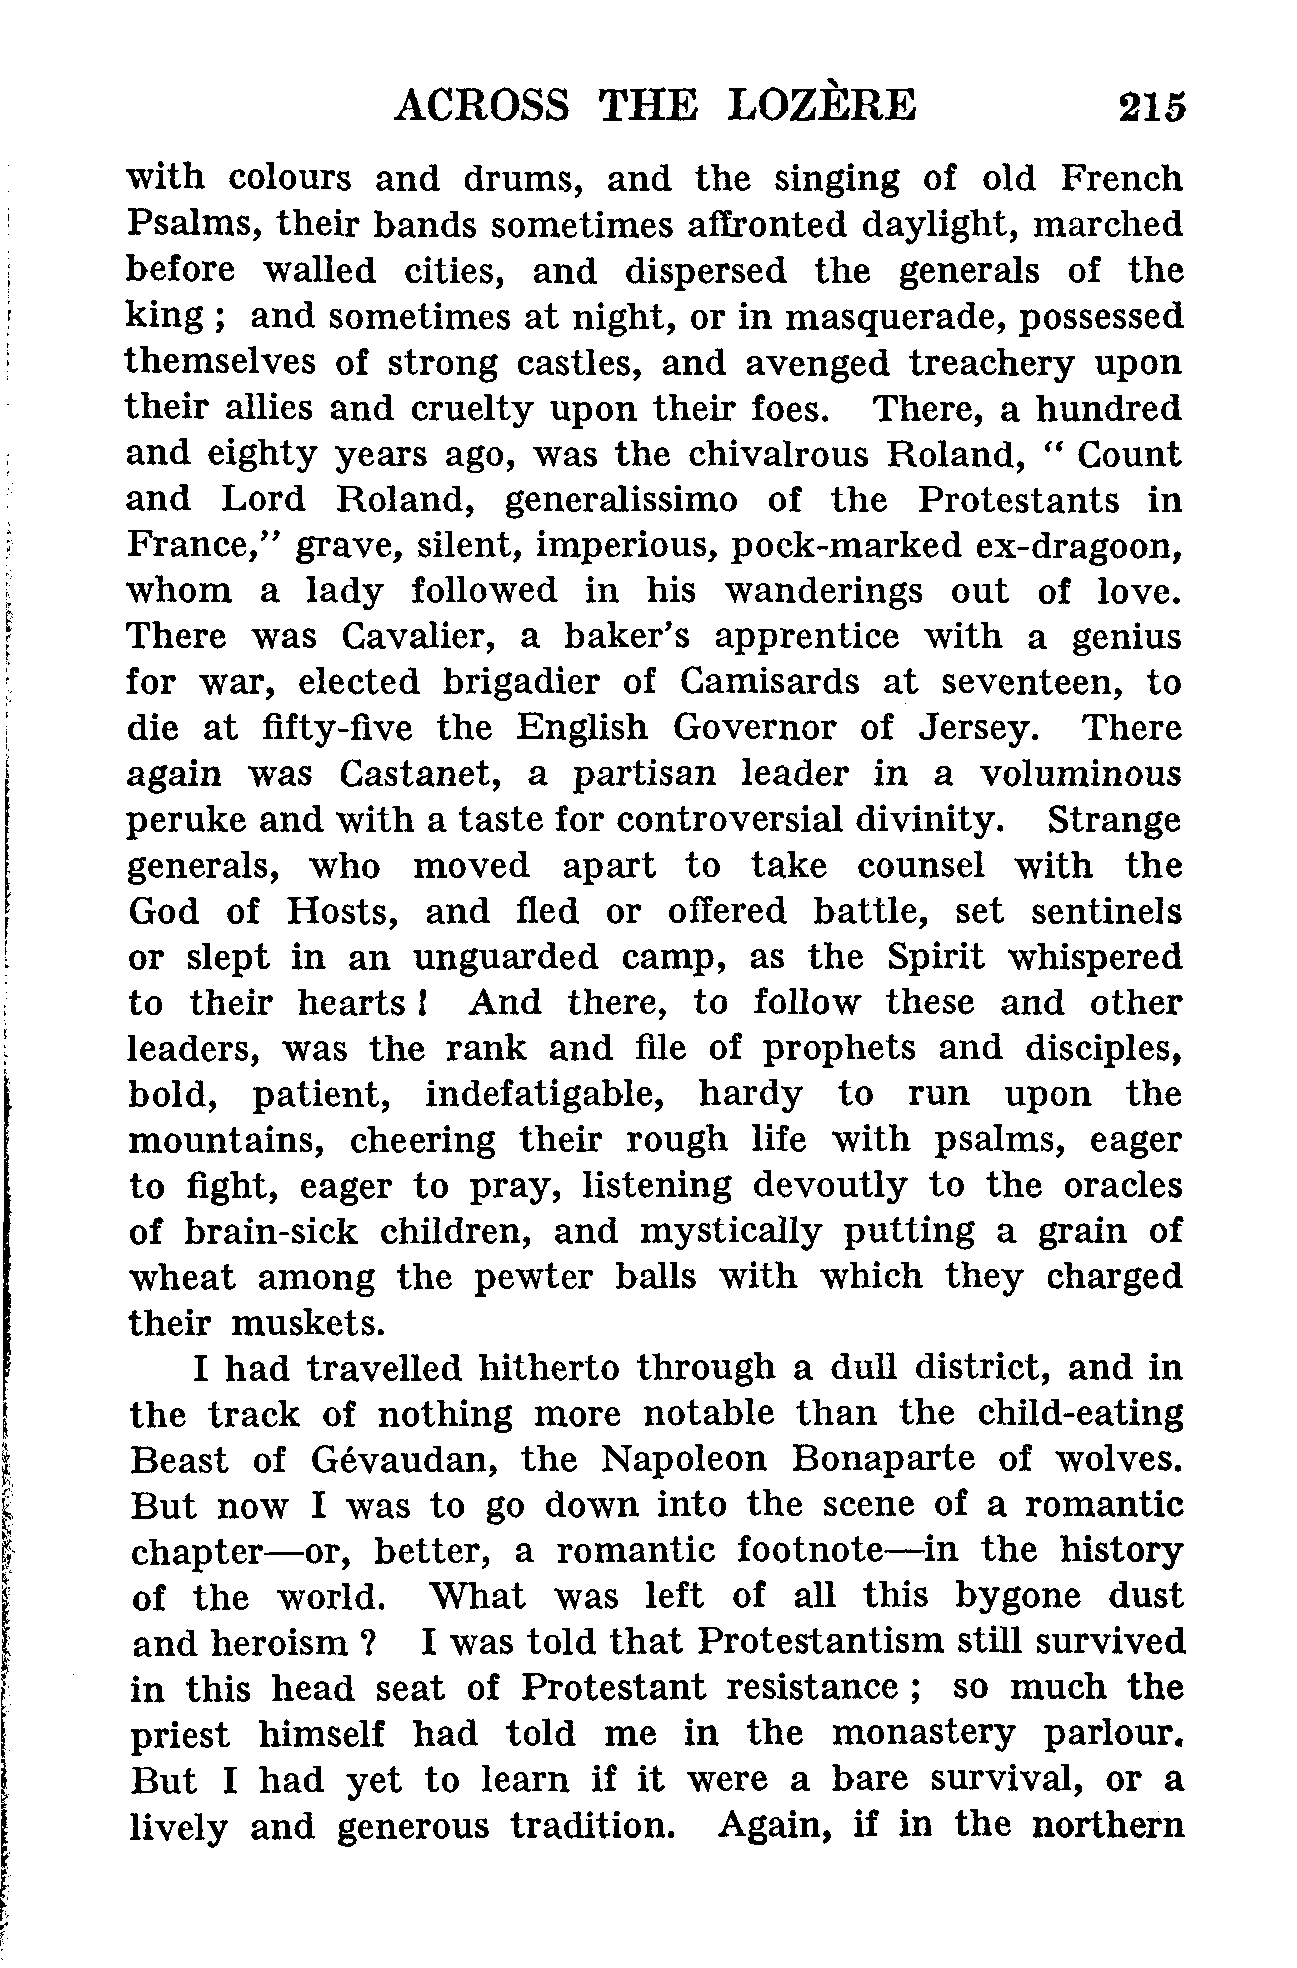 ACROSS THE LOZÈRE 215
with colours and drums, and the singing of old French
Psalms, their bands sometimes affronted daylight, marched
before walled cities, and dispersed the generals of the
king ; and sometimes at night, or in masquerade, possessed
themselves of strong castles, and avenged treachery upon
their allies and cruelty upon their foes. There, a hundred
and eighty years ago, was the chivalrous Roland, “ Count
and Lord Roland, generalissimo of the Protestants in
France,” grave, silent, imperious, pock-marked ex-dragoon,
whom a lady followed in his wanderings out of love.
There was Cavalier, a baker’s apprentice with a genius
for war, elected brigadier of Camisards at seventeen, to
die at fifty-five the English Governor of Jersey. There
again was Castanet, a partisan leader in a voluminous
peruke and with a taste for controversial divinity. Strange
generals, who moved apart to take counsel with the
God of Hosts, and fled or offered battle, set sentinels
or slept in an unguarded camp, as the Spirit whispered
to their hearts ! And there, to follow these and other
leaders, was the rank and file of prophets and disciples,
bold, patient, indefatigable, hardy to run upon the
mountains, cheering their rough life with psalms, eager
to fight, eager to pray, listening devoutly to the oracles
of brain-sick children, and mystically putting a grain of
wheat among the pewter balls with which they charged
their muskets.
I had travelled hitherto through a dull district, and in
the track of nothing more notable than the child-eating
Beast of Gévaudan, the Napoleon Bonaparte of wolves.
But now I was to go down into the scene of a romantic
chapter—or, better, a romantic footnote—in the history
of the world. What was left of all this bygone dust
and heroism ? I was told that Protestantism still survived
in this head seat of Protestant resistance ; so much the
priest himself had told me in the monastery parlour.
But I had yet to learn if it were a bare survival, or a
lively and generous tradition. Again, if in the northern